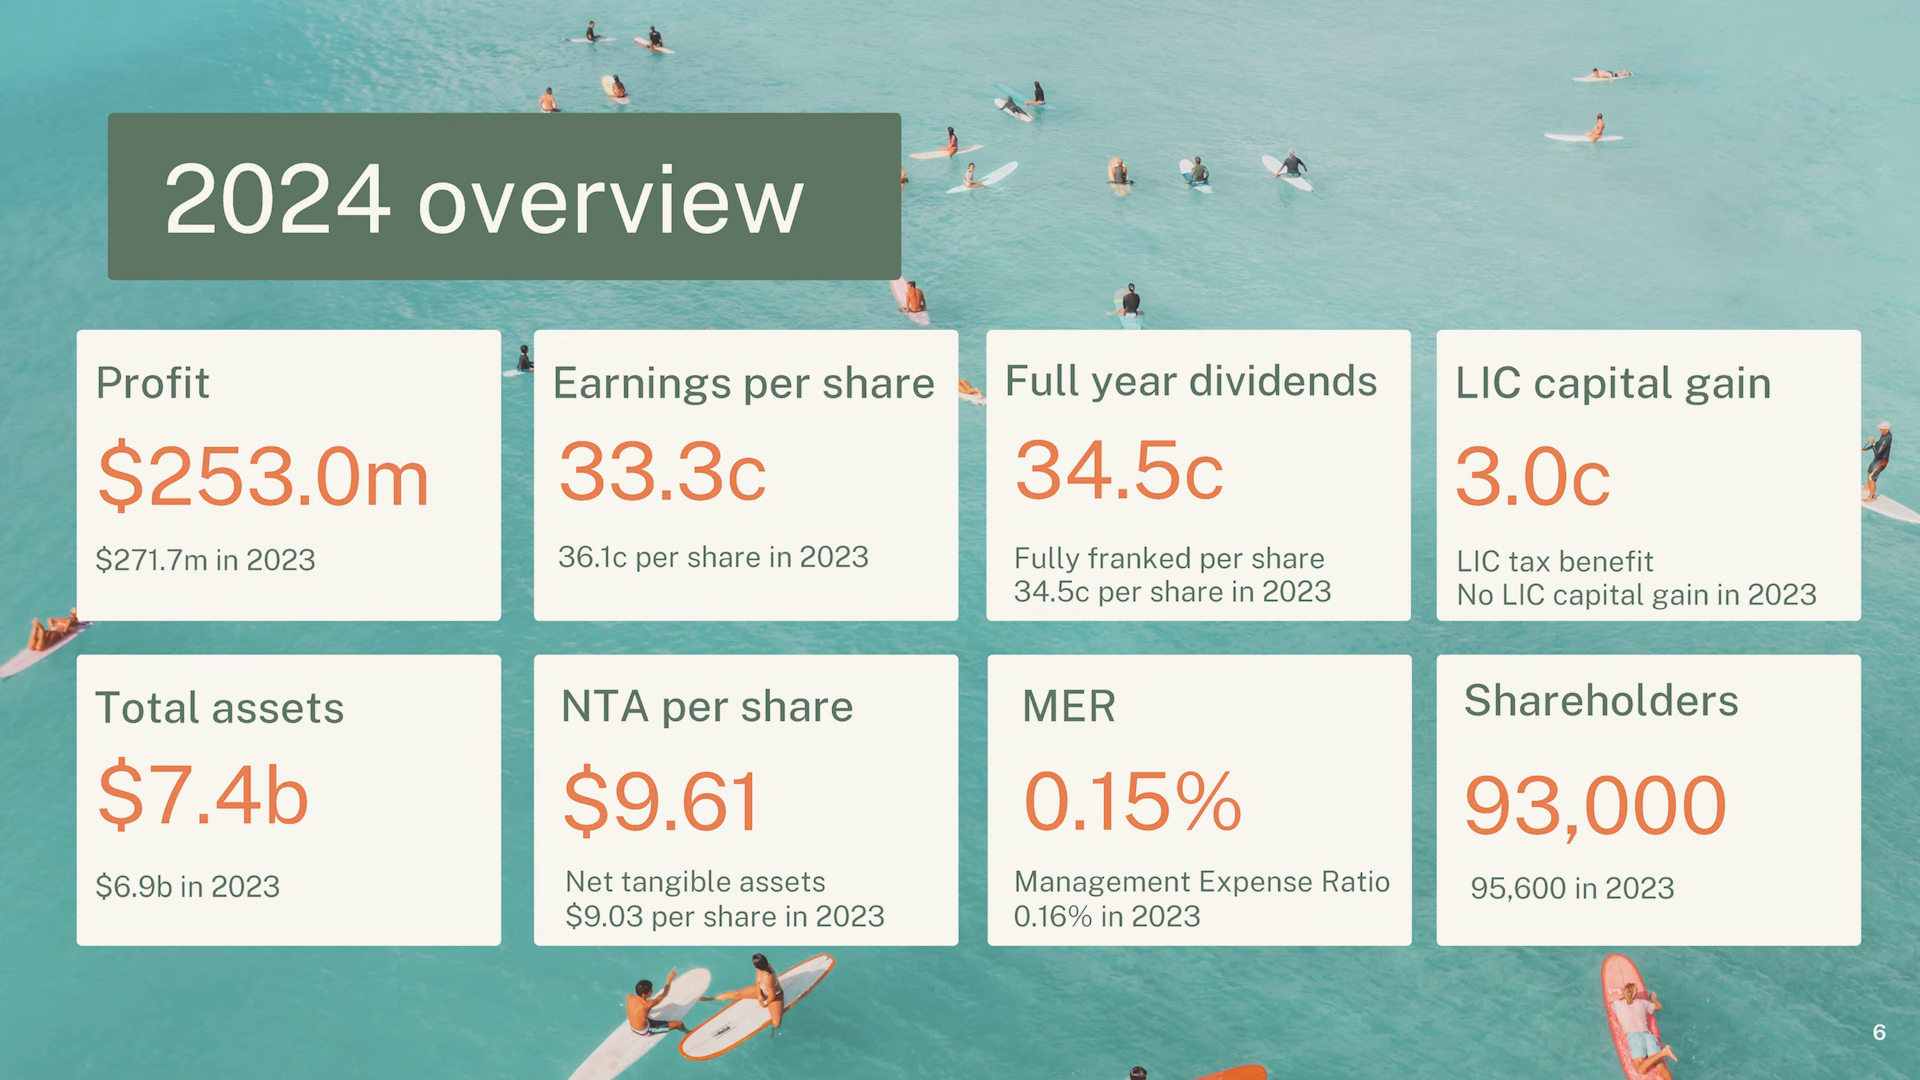 2024 overview
Profit
$253.0m
$271.7m in 2023
Earnings per share
33.3c
36.1c per share in 2023
Full year dividends
34.5c
Fully franked per share
34.5c per share in 2023
LIC capital gain
3.0c
LIC tax benefit
No LIC capital gain in 2023
Total assets
$7.4b
$6.9b in 2023
NTA per share
$9.61
Net tangible assets
$9.03 per share in 2023
MER
0.15%
Management Expense Ratio
0.16% in 2023
Shareholders
93,000
95,600 in 2023
6